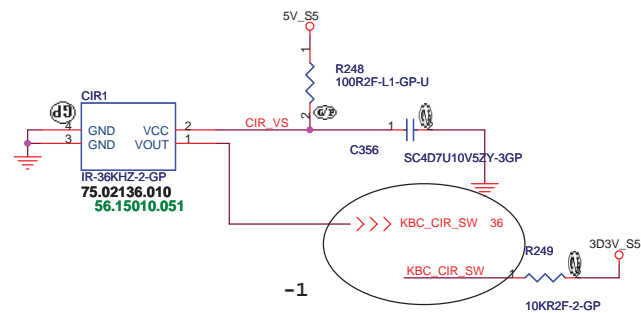 5V_S5
1
R248
100R2F-L1-GP-U
2
CIR1
4 GND VCC 2 CIR_VS
3 GND VOUT 1
IR-36KHZ-2-GP
75.02136.010
56.15010.051
1 2
C356
SC4D7U10V5ZY-3GP
KBC_CIR_SW 36
KBC_CIR_SW 1
R249
3D3V_S5
10KR2F-2-GP
-1
GP
G/P